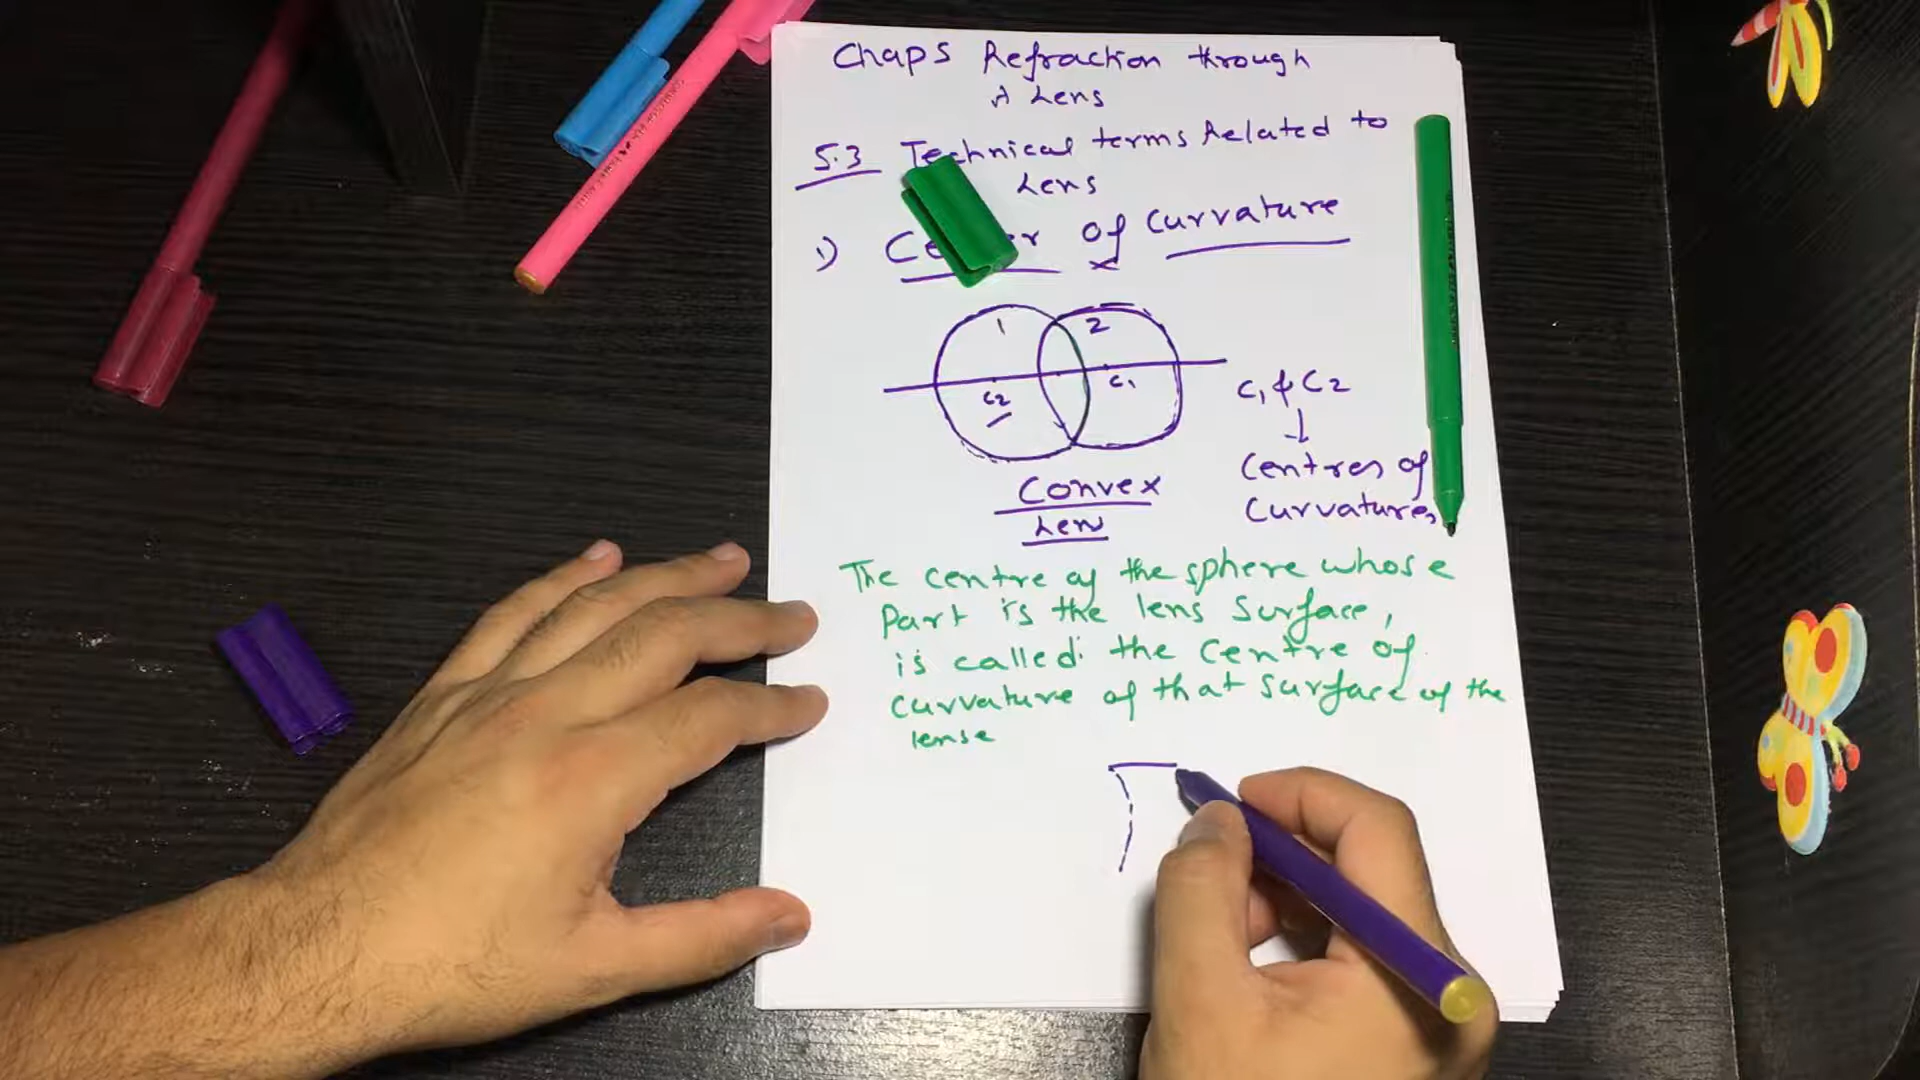 Chap 5 Refraction through
A Lens
5.3 Technical terms Related to
Lens
1) of Curvature
1 2
C2 C1
C1 & C2
Centres of
Curvatures
Convex
Lens
The centre of the sphere whose
Part is the lens surface,
is called the centre of
curvature of that surface of the
lense